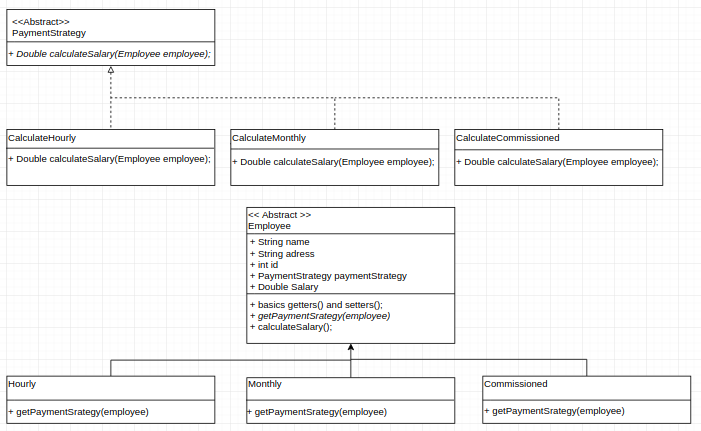 <<Abstract>>
PaymentStrategy
+ Double calculateSalary(Employee employee);
CalculateHourly
+ Double calculateSalary(Employee employee);
CalculateMonthly
+ Double calculateSalary(Employee employee);
CalculateCommissioned
+ Double calculateSalary(Employee employee);
<< Abstract >>
Employee
+ String name
+ String adress
+ int id
+ PaymentStrategy paymentStrategy
+ Double Salary
+ basics getters() and setters();
+ getPaymentSrategy(employee)
+ calculateSalary();
Hourly
+ getPaymentSrategy(employee)
Monthly
+ getPaymentSrategy(employee)
Commissioned
+ getPaymentSrategy(employee)